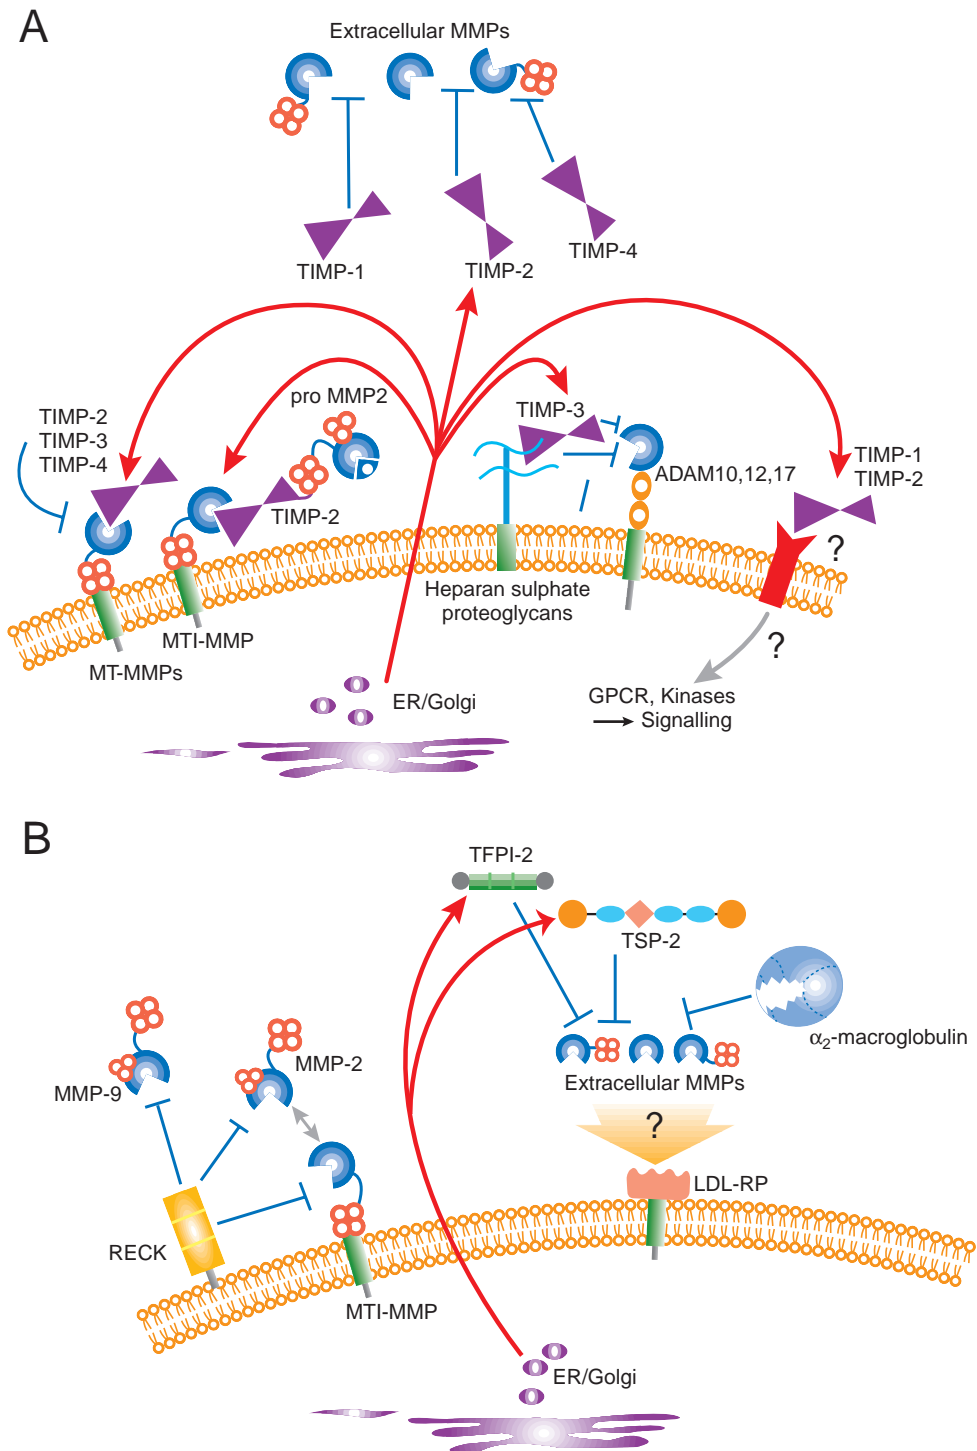 A
Extracellular MMPs
TIMP-1
TIMP-2
TIMP-4
pro MMP2
TIMP-2
TIMP-3
TIMP-4
TIMP-3
TIMP-1
TIMP-2
ADAM10,12,17
TIMP-2
?
Heparan sulphate
proteoglycans
MTI-MMP
MT-MMPs
?
ER/Golgi
GPCR, Kinases
Signalling
B
TFPI-2
TSP-2
α2-macroglobulin
MMP-2
MMP-9
Extracellular MMPs
?
LDL-RP
RECK
MTI-MMP
ER/Golgi